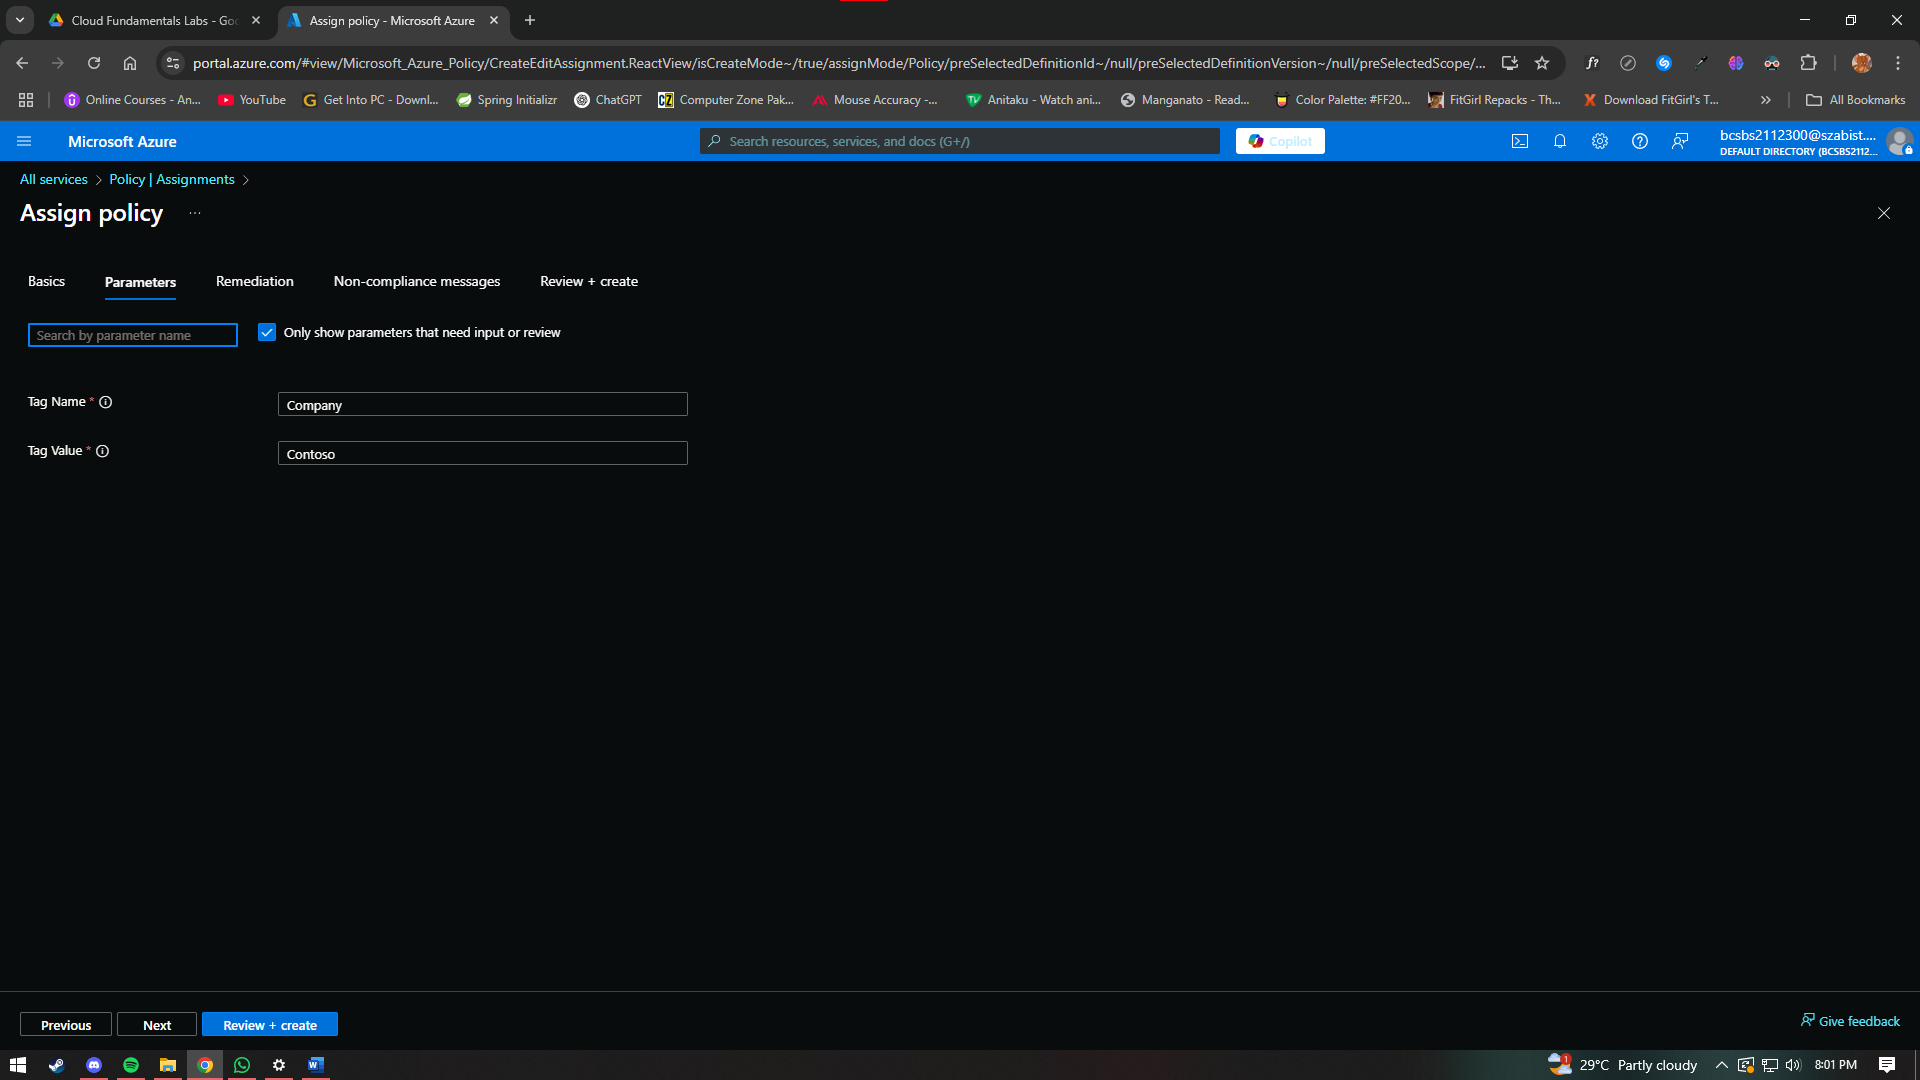 Cloud Fundamentals Labs - Goo
Assign policy - Microsoft Azure
portal.azure.com/#view/Microsoft_Azure_Policy/CreateEditAssignment.ReactView/isCreateMode~/true/assignMode/Policy/preSelectedDefinitionId~/null/preSelectedDefinitionVersion~/null/preSelectedScope/...
f?
Online Courses - An...
YouTube
Get Into PC - Downl...
Spring Initializr
ChatGPT
CZ
Computer Zone Pak...
Mouse Accuracy -...
Anitaku - Watch ani...
Manganato - Read...
Color Palette: #FF20...
FitGirl Repacks - Th...
X
Download FitGirl's T...
All Bookmarks
Microsoft Azure
Search resources, services, and docs (G+/)
Copilot
bcsbs2112300@szabist....
DEFAULT DIRECTORY (BCSBS2112...
All services > Policy | Assignments >
Assign policy ...
Basics
Parameters
Remediation
Non-compliance messages
Review + create
Search by parameter name
Only show parameters that need input or review
Tag Name *
Company
Tag Value *
Contoso
Previous
Next
Review + create
Give feedback
1
29°C Partly cloudy
8:01 PM